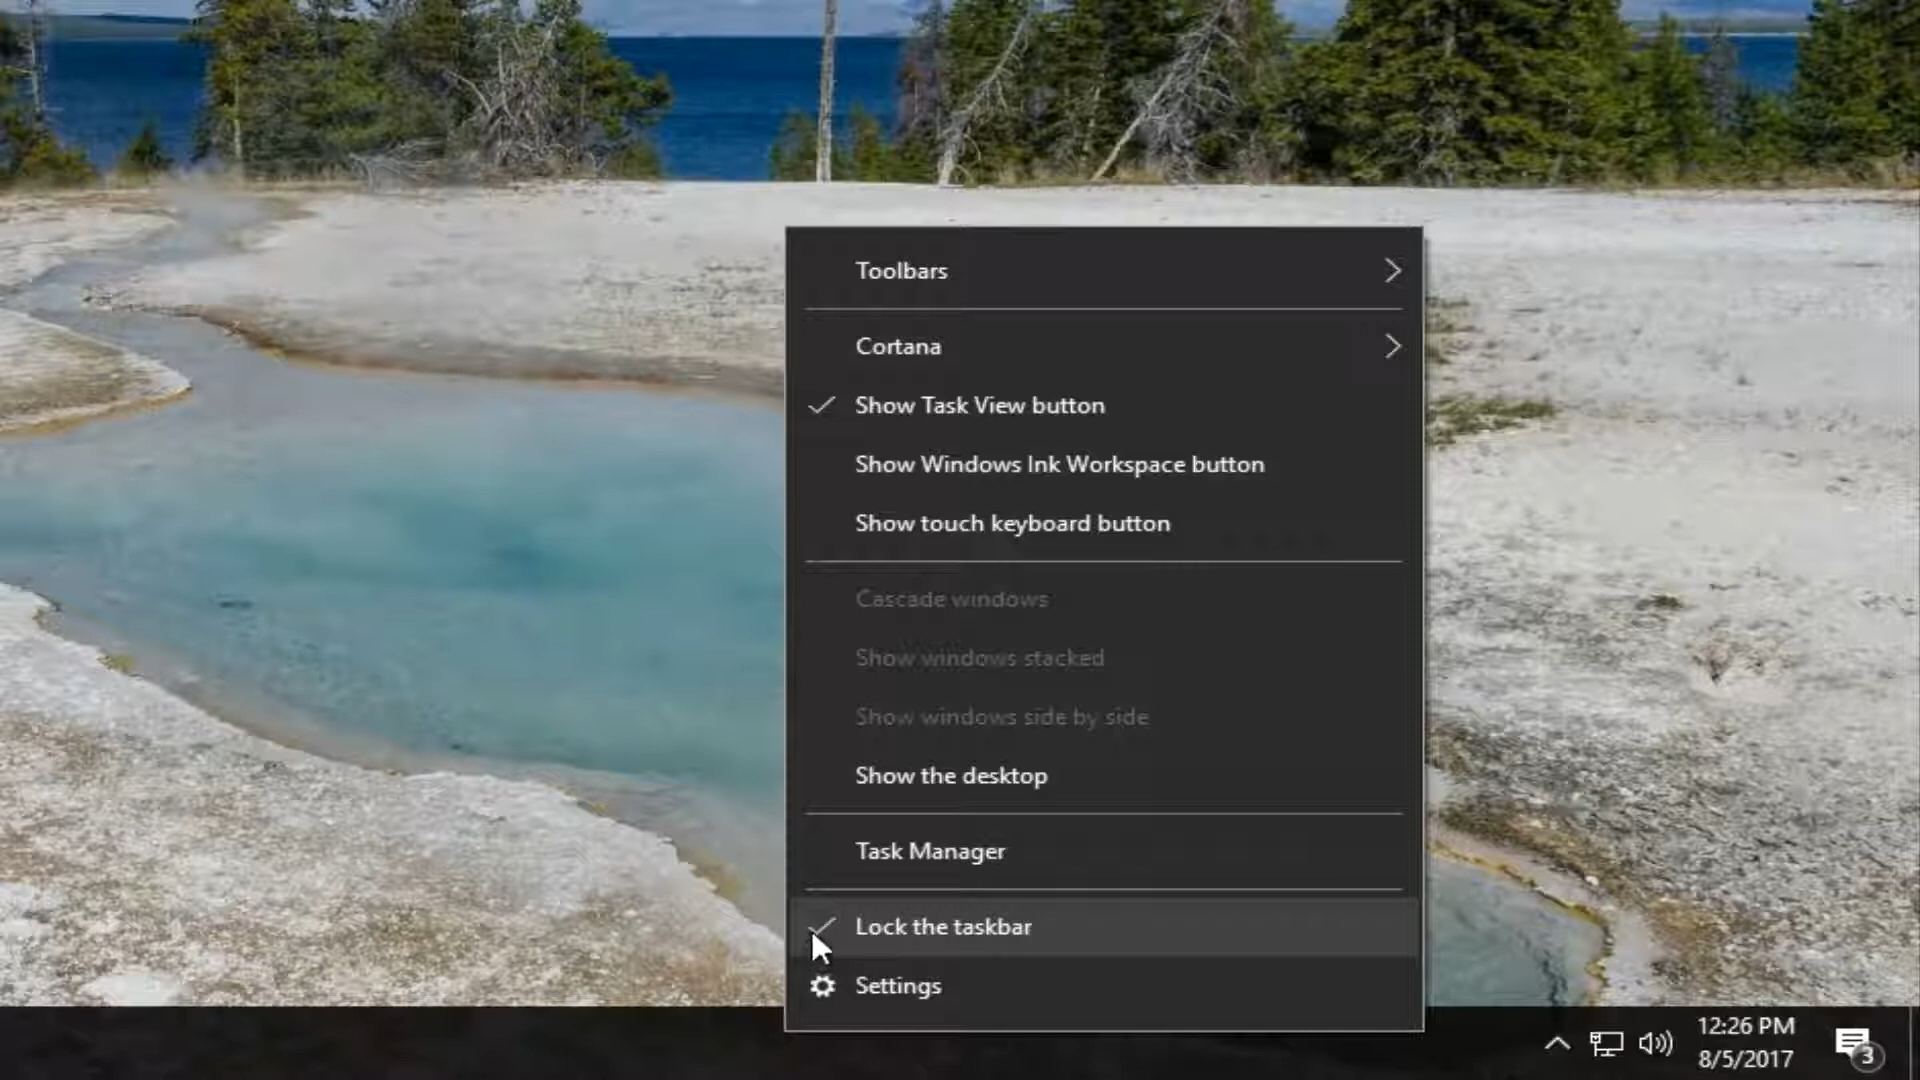 Toolbars
Cortana
Show Task View button
Show Windows Ink Workspace button
Show touch keyboard button
Cascade windows
Show windows stacked
Show windows side by side
Show the desktop
Task Manager
Lock the taskbar
Settings
12:26 PM
8/5/2017
3